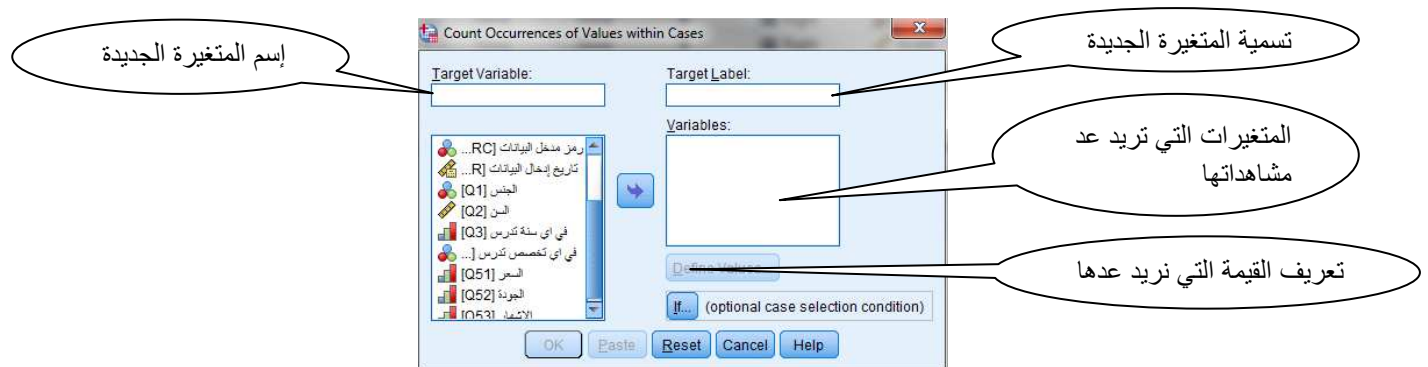 Count Occurrences of Values within Cases
إسم المتغيرة الجديدة
تسمية المتغيرة الجديدة
Target Variable:
Target Label:
Variables:
رمز مدخل البيانات [RC...
تاريخ إدخال البيانات [R...
الجنس [Q1]
السن [Q2]
في اي سنة تدرس [Q3]
في اي تخصص تدرس [...
السعر [Q51]
الجودة [Q52]
الاشهار [Q53]
المتغيرات التي تريد عد
مشاهداتها
Define Values...
تعريف القيمة التي نريد عدها
If... (optional case selection condition)
OK Paste Reset Cancel Help